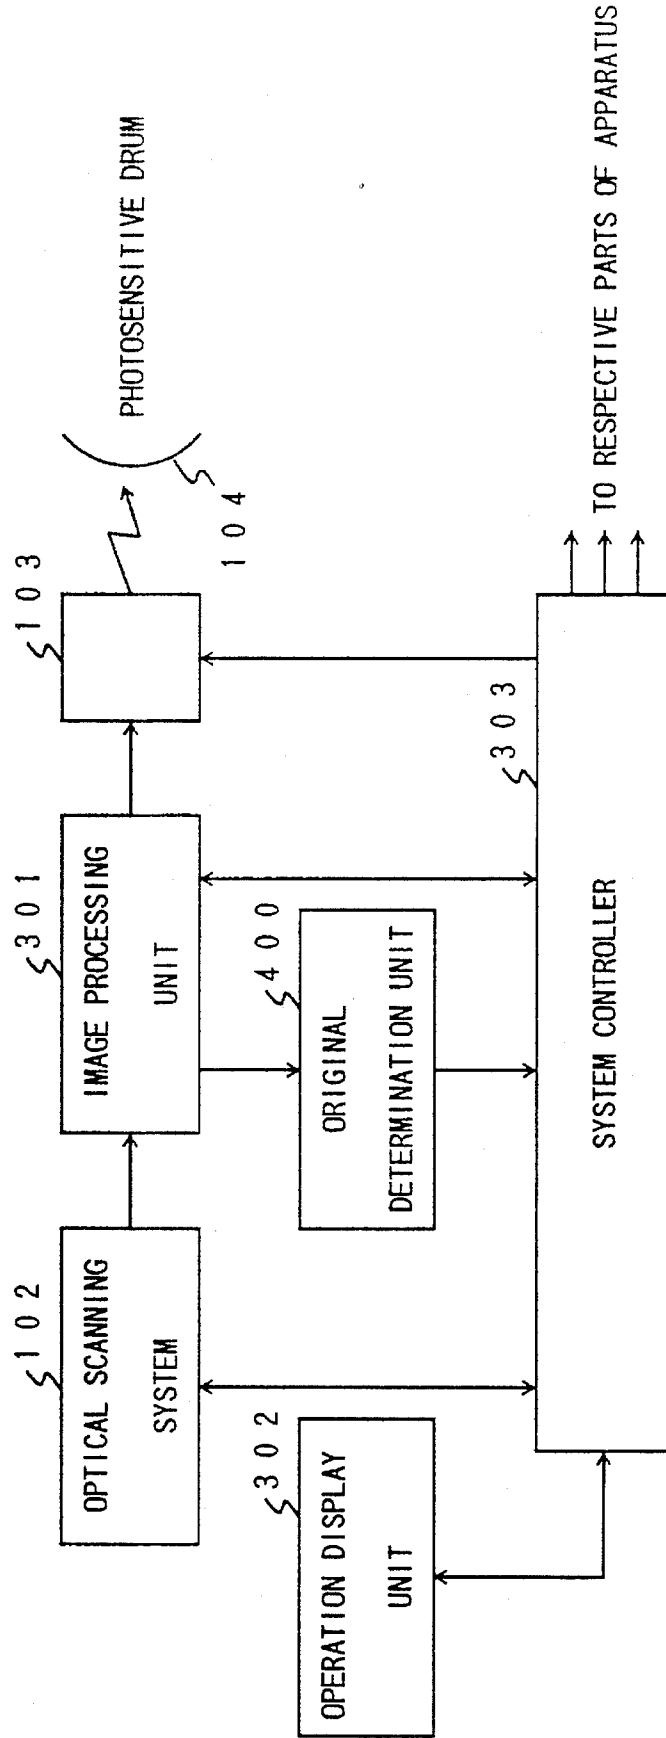 102
OPTICAL SCANNING
SYSTEM
301
IMAGE PROCESSING
UNIT
103
104
PHOTOSENSITIVE DRUM
302
OPERATION DISPLAY
UNIT
400
ORIGINAL
DETERMINATION UNIT
303
SYSTEM CONTROLLER
TO RESPECTIVE PARTS OF APPARATUS